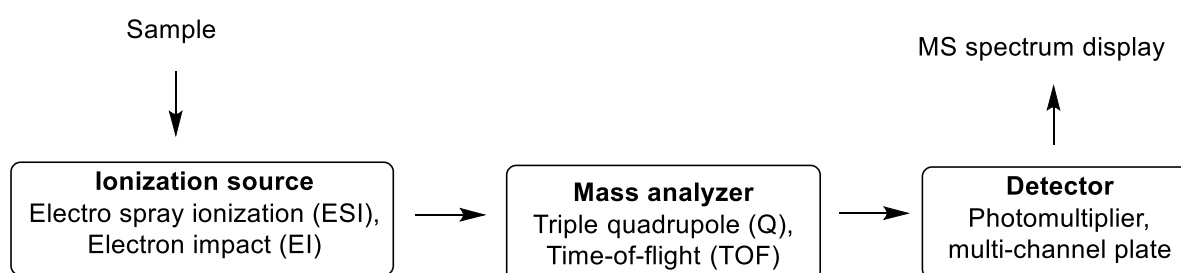 Sample
MS spectrum display
Ionization source
Electro spray ionization (ESI),
Electron impact (EI)
Mass analyzer
Triple quadrupole (Q),
Time-of-flight (TOF)
Detector
Photomultiplier,
multi-channel plate